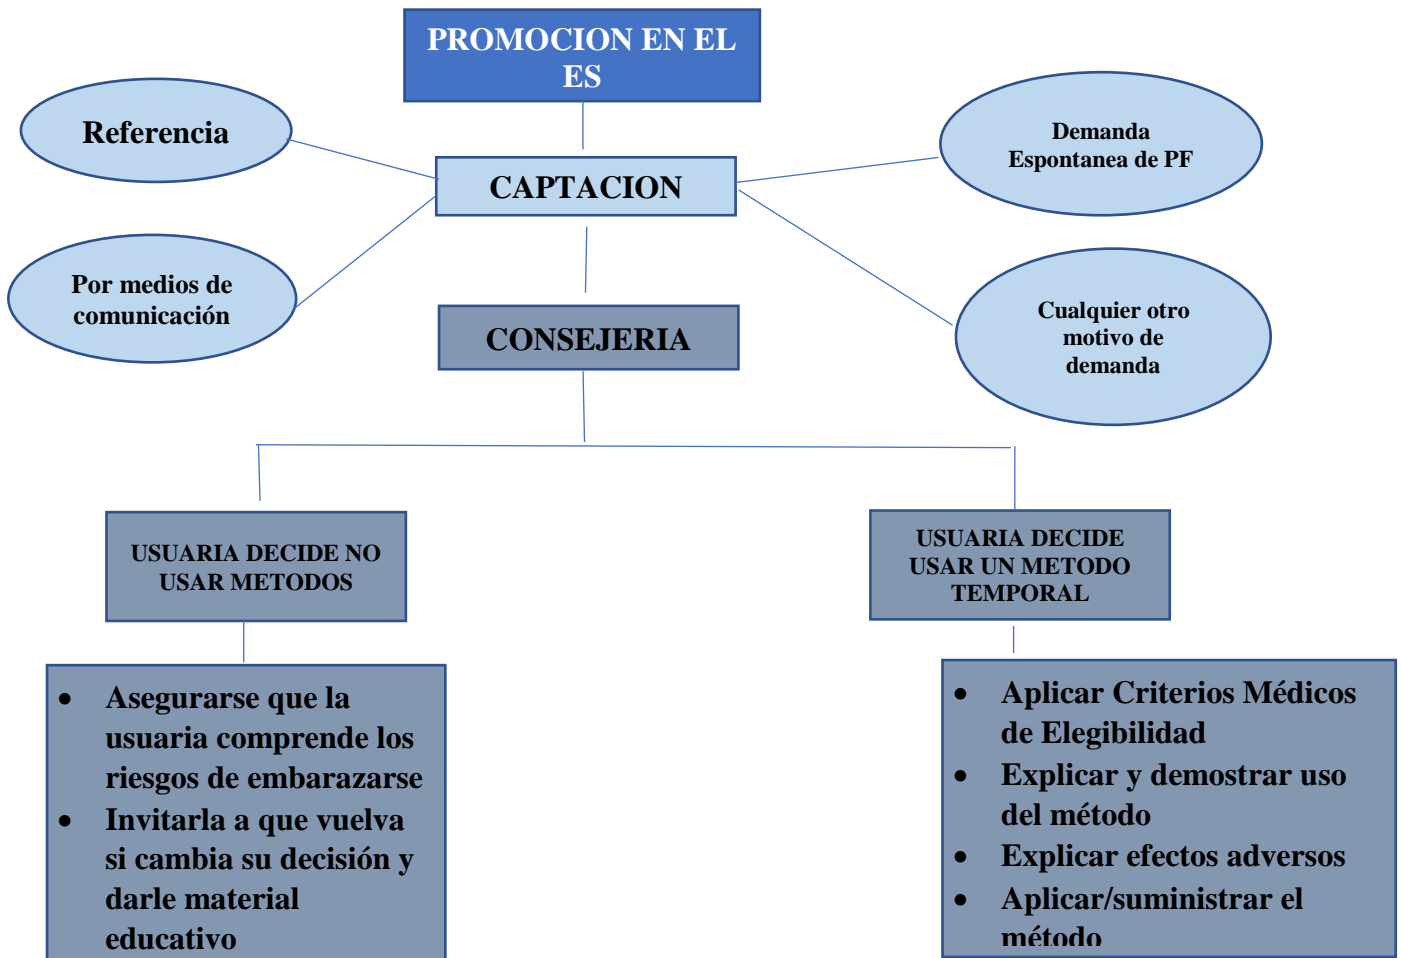 PROMOCION EN EL
ES
Referencia
Demanda
Espontanea de PF
CAPTACION
Por medios de
comunicación
Cualquier otro
motivo de
demanda
CONSEJERIA
USUARIA DECIDE NO
USAR METODOS
USUARIA DECIDE
USAR UN METODO
TEMPORAL
• Asegurarse que la
usuaria comprende los
riesgos de embarazarse
• Invitarla a que vuelva
si cambia su decisión y
darle material
educativo
• Aplicar Criterios Médicos
de Elegibilidad
• Explicar y demostrar uso
del método
• Explicar efectos adversos
• Aplicar/suministrar el
método